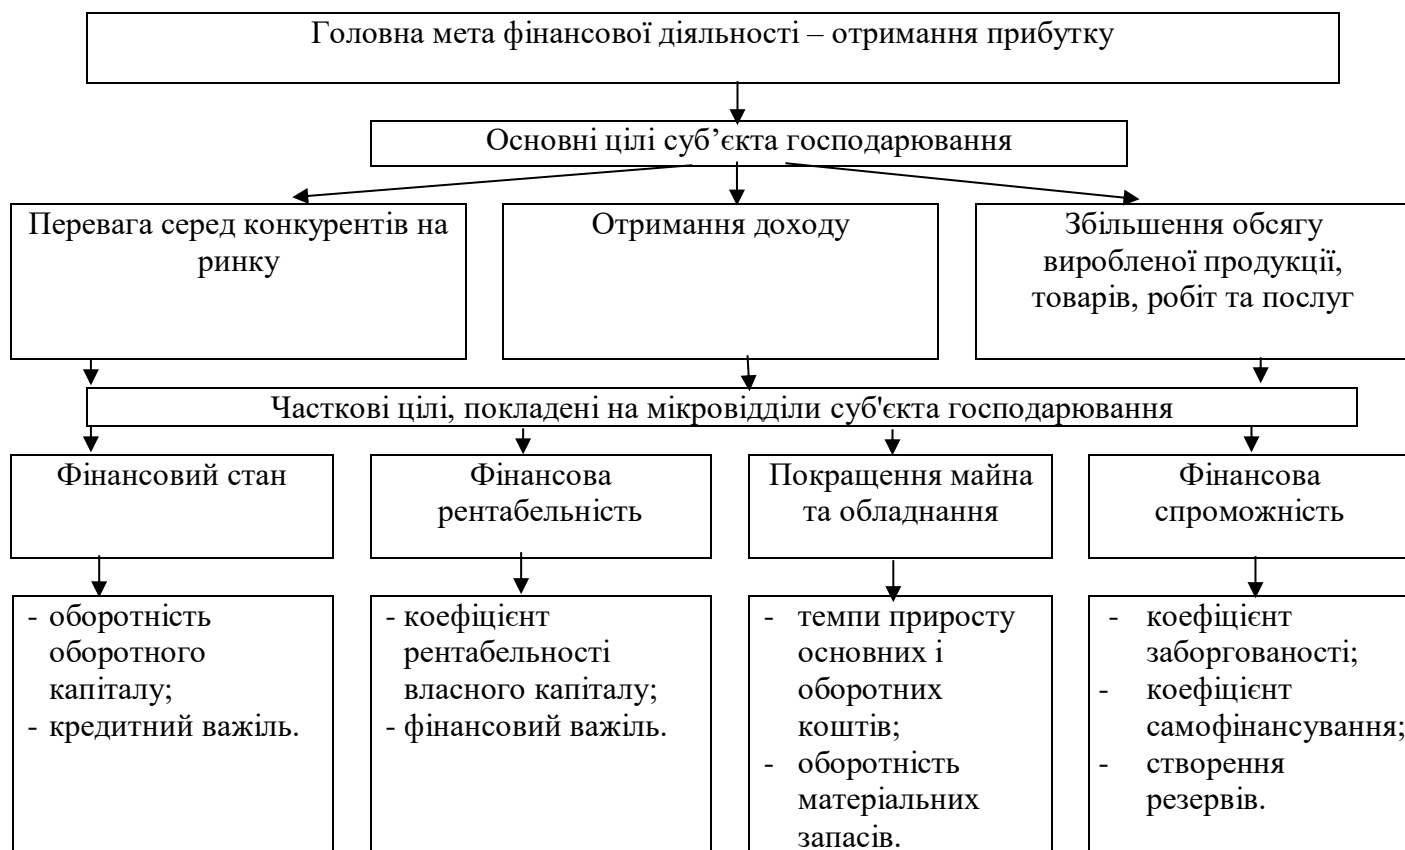 Головна мета фінансової діяльності – отримання прибутку
Основні цілі суб’єкта господарювання
Перевага серед конкурентів на
ринку
Отримання доходу
Збільшення обсягу
виробленої продукції,
товарів, робіт та послуг
Часткові цілі, покладені на мікровідділи суб'єкта господарювання
Фінансовий стан
Фінансова
рентабельність
Покращення майна
та обладнання
Фінансова
спроможність
- оборотність
оборотного
капіталу;
- кредитний важіль.
- коефіцієнт
рентабельності
власного капіталу;
- фінансовий важіль.
- темпи приросту
основних і
оборотних
коштів;
- оборотність
матеріальних
запасів.
- коефіцієнт
заборгованості;
- коефіцієнт
самофінансування;
- створення
резервів.